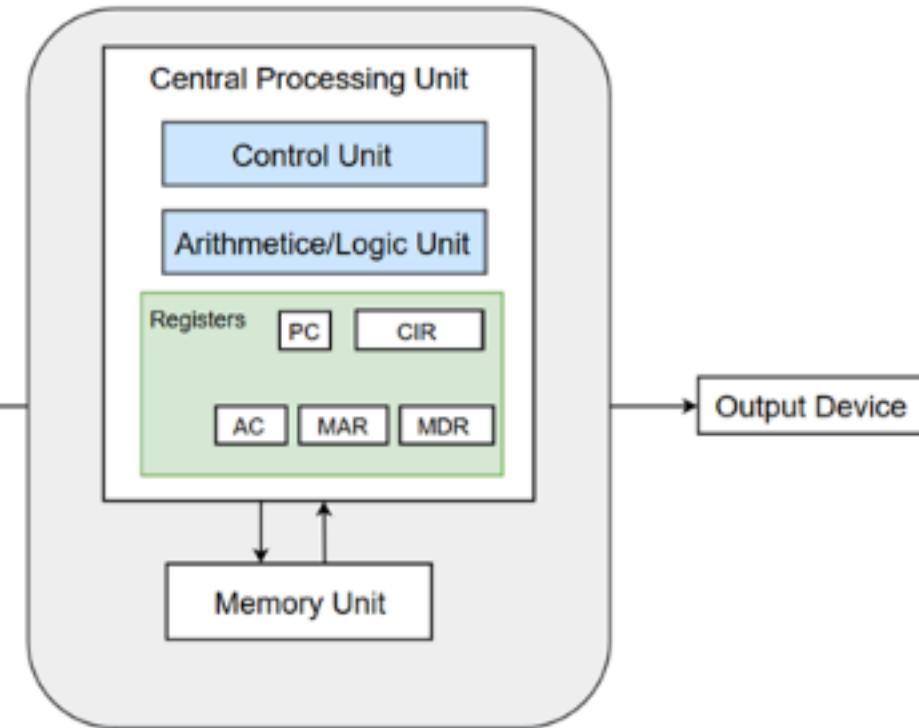 Central Processing Unit
Control Unit
Arithmetice/Logic Unit
Registers
PC
CIR
AC
MAR
MDR
Output Device
Memory Unit